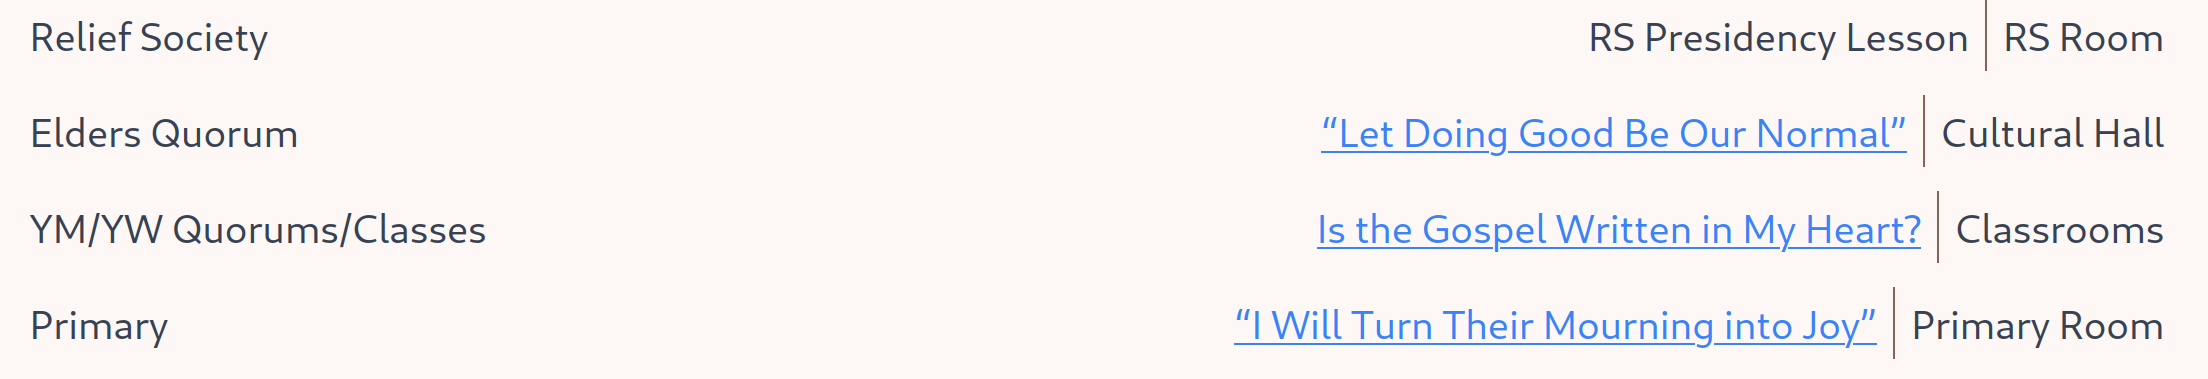 Relief Society RS Presidency Lesson RS Room
Elders Quorum “Let Doing Good Be Our Normal” Cultural Hall
YM/YW Quorums/Classes Is the Gospel Written in My Heart? Classrooms
Primary “I Will Turn Their Mourning into Joy” Primary Room